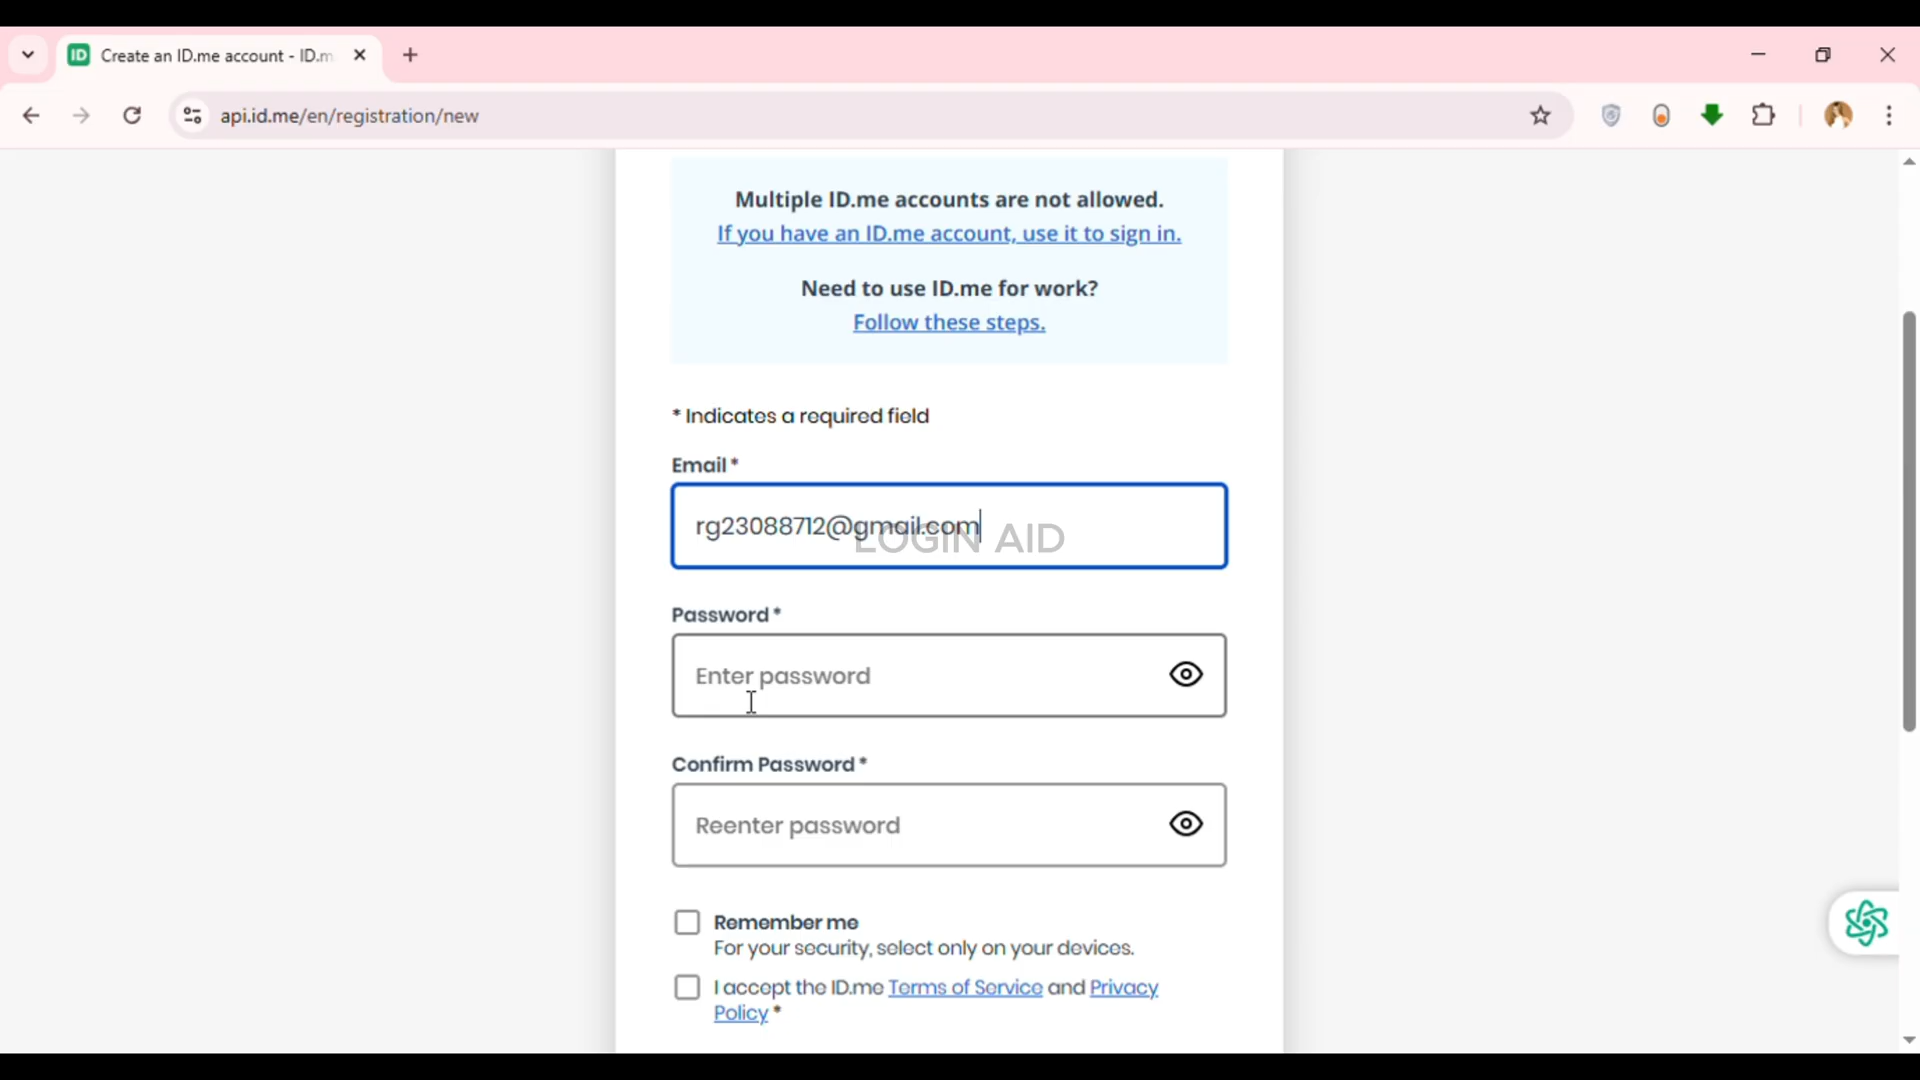 ID Create an ID.me account - ID.m
api.id.me/en/registration/new
Multiple ID.me accounts are not allowed.
If you have an ID.me account, use it to sign in.
Need to use ID.me for work?
Follow these steps.
* Indicates a required field
Email *
rg23088712@gmail.com
LOGIN AID
Password *
Enter password
Confirm Password *
Reenter password
Remember me
For your security, select only on your devices.
I accept the ID.me Terms of Service and Privacy
Policy *